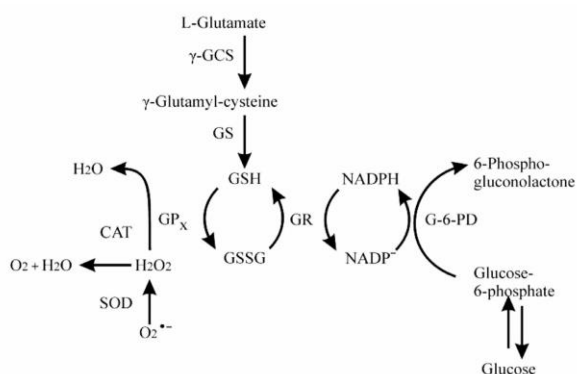 L-Glutamate
γ-GCS
γ-Glutamyl-cysteine
GS
H2O
GSH
NADPH
6-Phospho-
gluconolactone
CAT
GPX
GR
G-6-PD
O2 + H2O
H2O2
GSSG
NADP⁻
Glucose-
6-phosphate
SOD
O2•−
Glucose